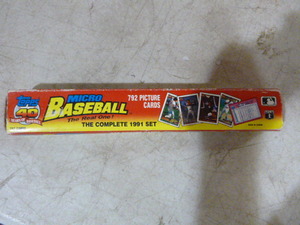 Topps
40
MICRO
BASEBALL
The Real One!
THE COMPLETE 1991 SET
792 PICTURE
CARDS